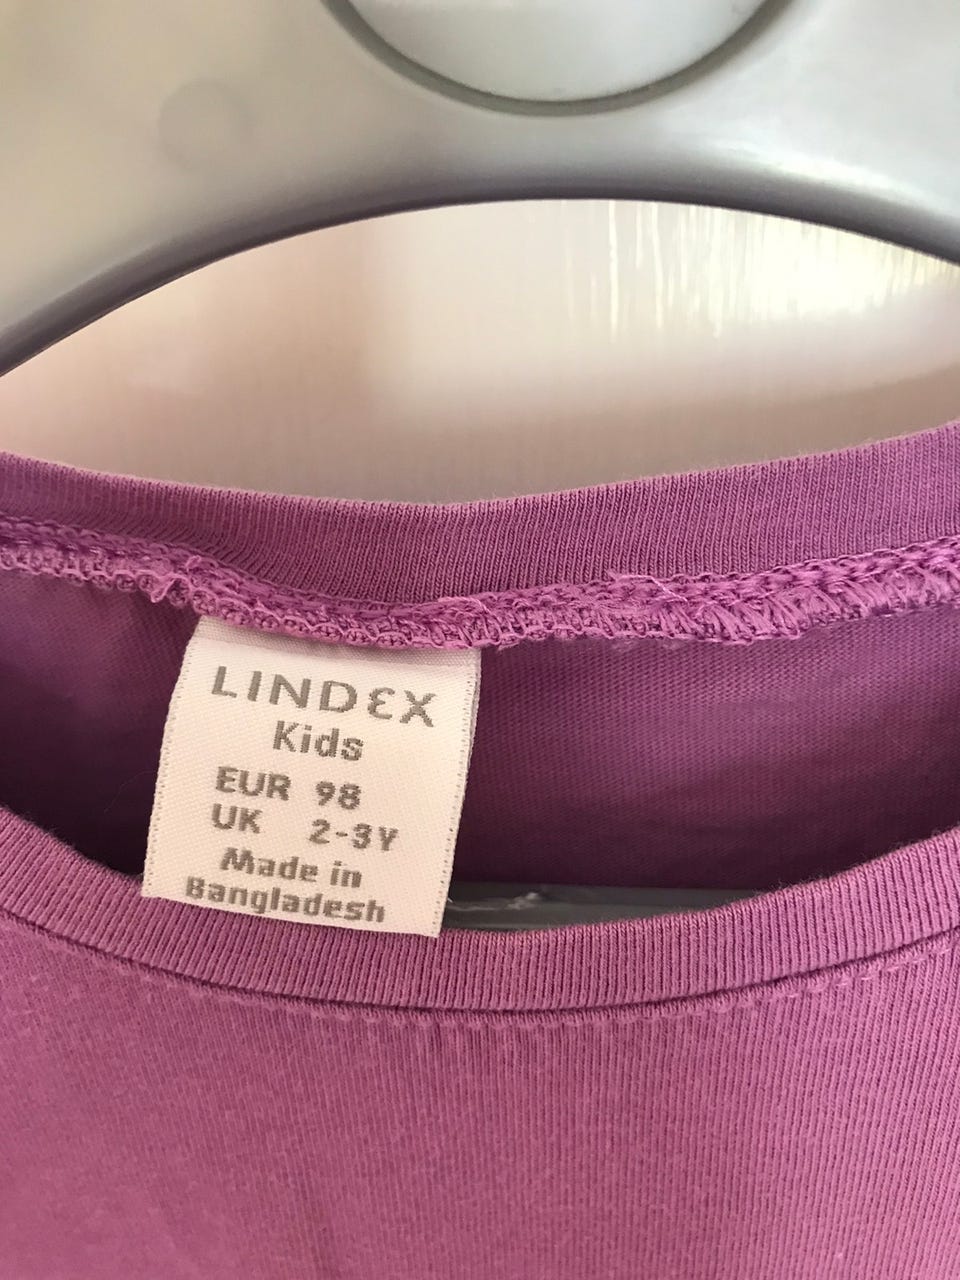 LINDEX
Kids
EUR 98
UK 2-3Y
Made in
Bangladesh